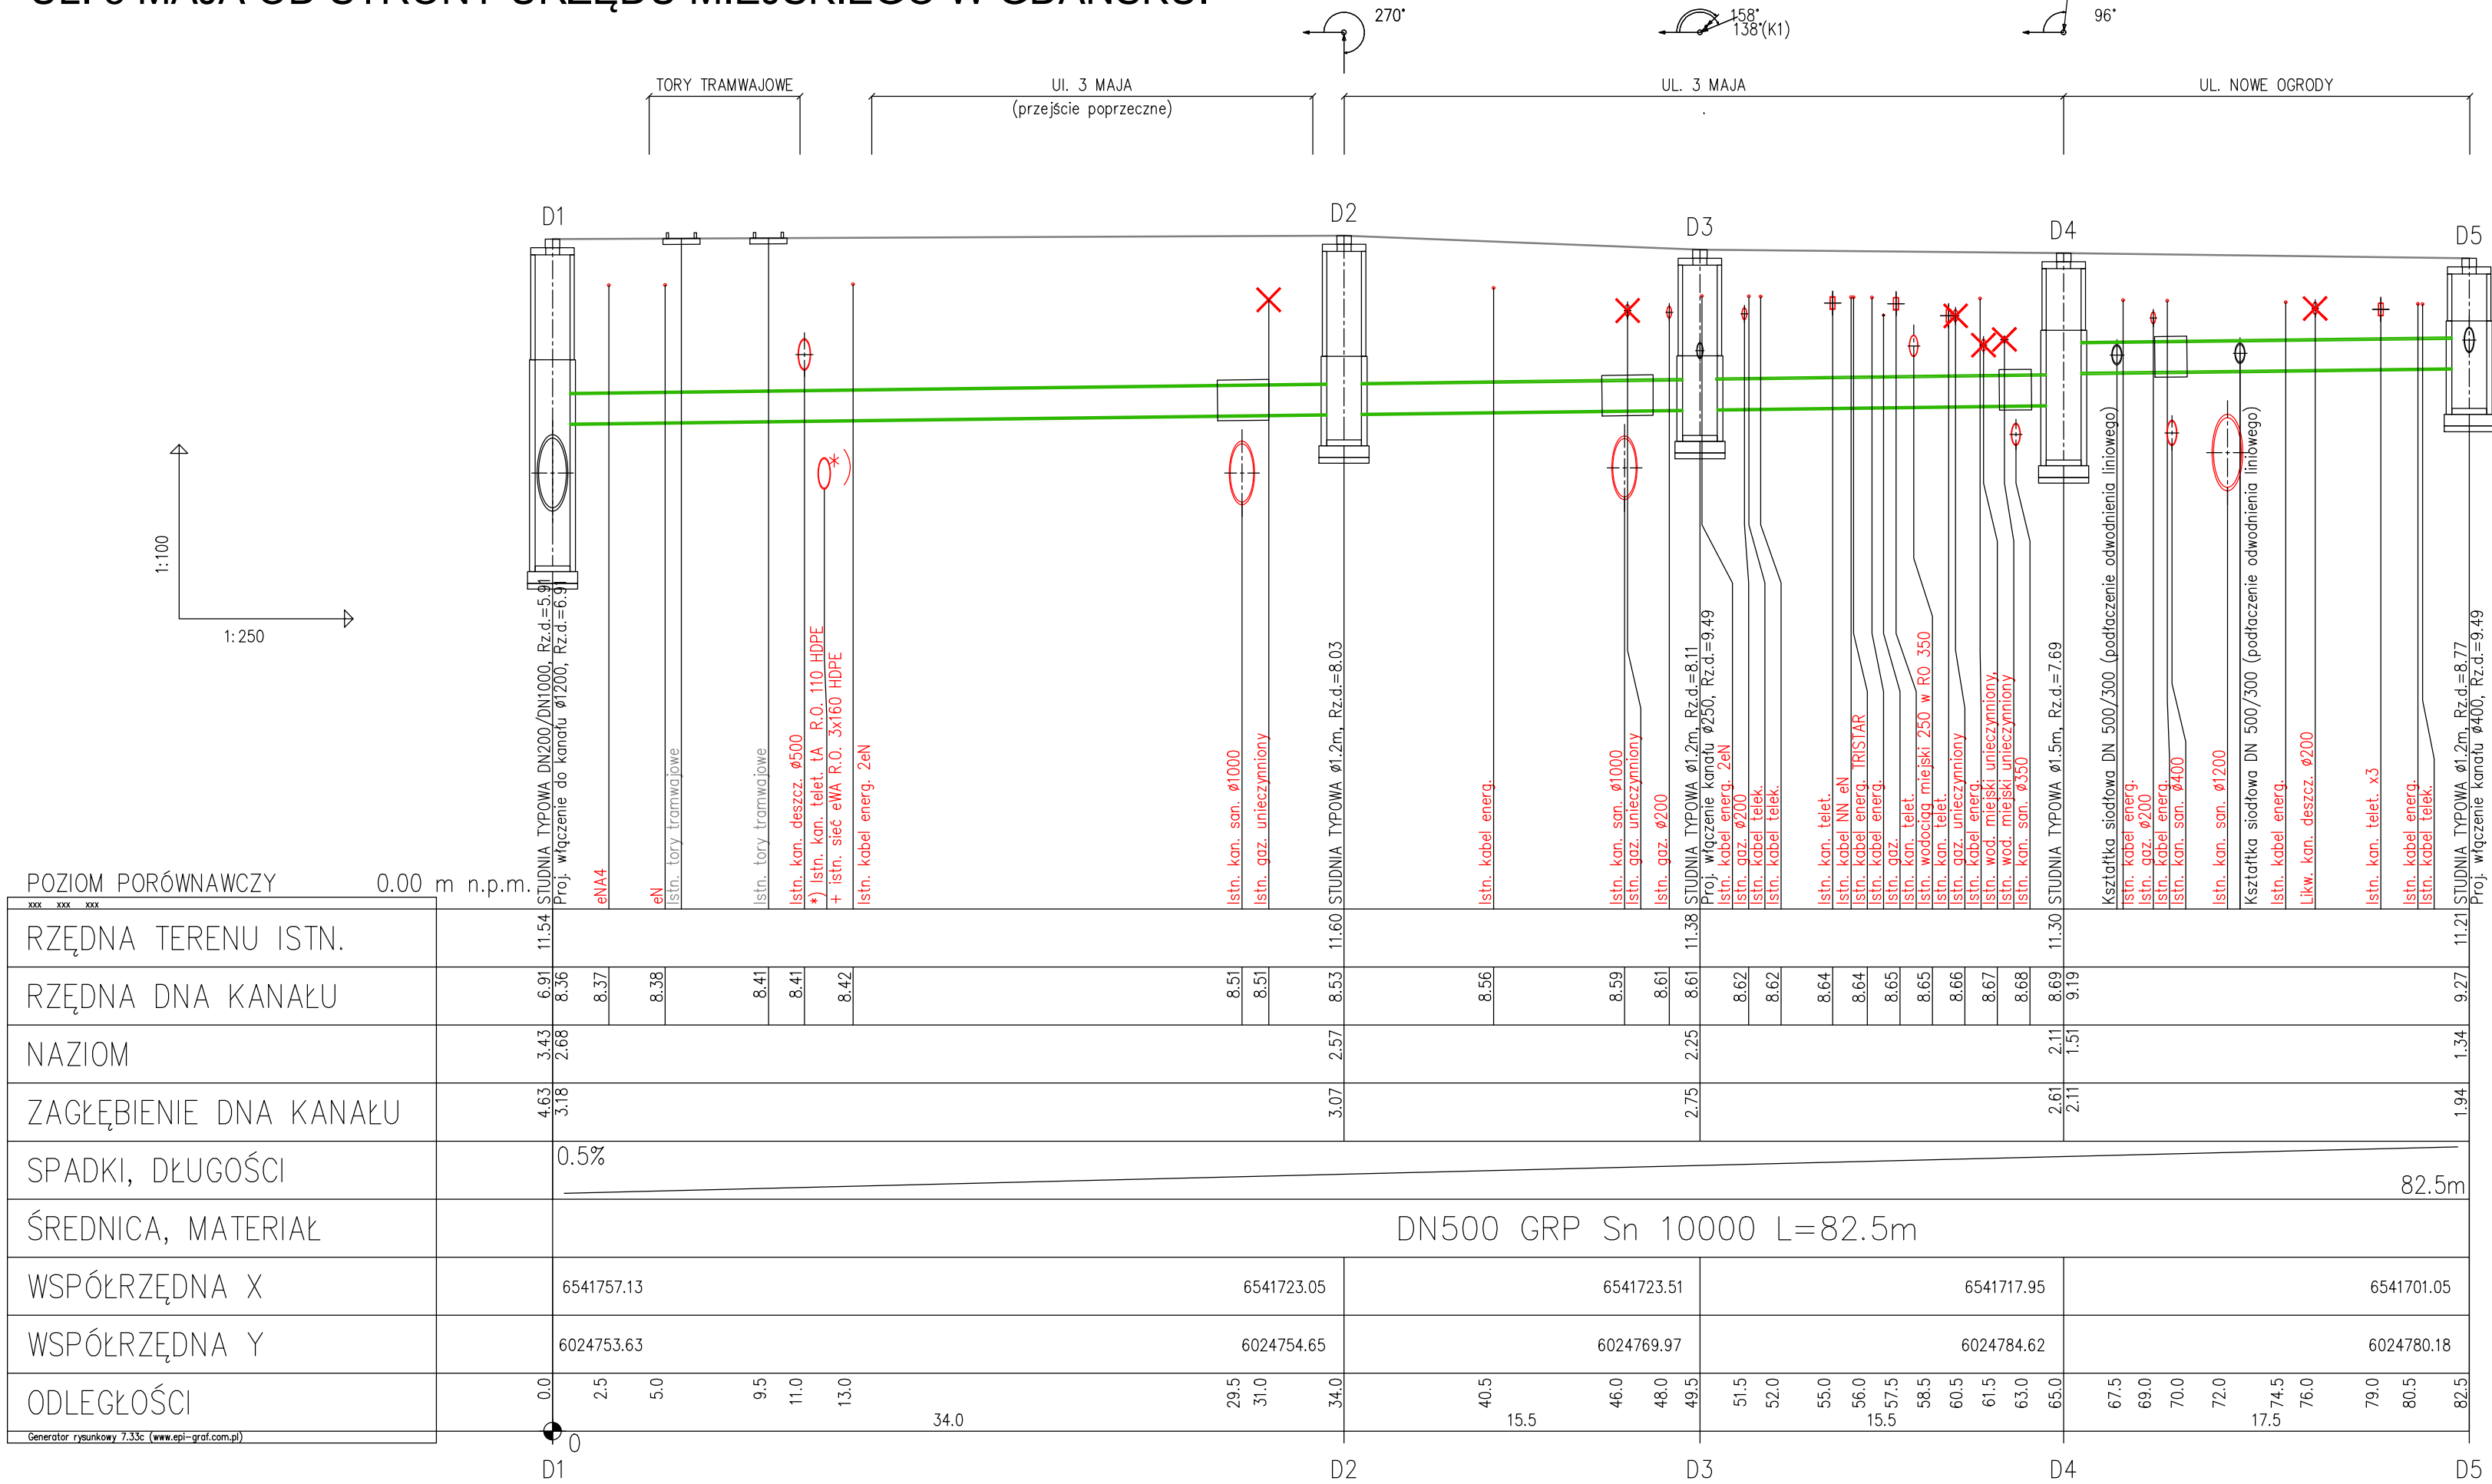 UL. 3 MAJA OD STRONY URZĘDU MIEJSKIEGO W GDAŃSKU.
270°
158°
138°(K1)
96°
TORY TRAMWAJOWE
Ul. 3 MAJA
(przejście poprzeczne)
UL. 3 MAJA
UL. NOWE OGRODY
D1
D2
D3
D4
D5
*)
1:100
1:250
STUDNIA TYPOWA DN200/DN1000, Rz.d.=5.91
Proj. włączenie do kanału ø1200, Rz.d.=6.91
eNA4
eN
Istn. tory tramwajowe
Istn. tory tramwajowe
Istn. kan. deszcz. ø500
*) Istn. kan. telet. tA R.O. 110 HDPE
+ istn. sieć eWA R.O. 3x160 HDPE
Istn. kabel energ. 2eN
Istn. kan. san. ø1000
Istn. gaz. unieczynniony
STUDNIA TYPOWA ø1.2m, Rz.d.=8.03
Istn. kabel energ.
Istn. kan. san. ø1000
Istn. gaz. unieczynniony
Istn. gaz. ø200
STUDNIA TYPOWA ø1.2m, Rz.d.=8.11
Proj. włączenie kanału ø250, Rz.d.=9.49
Istn. kabel energ. 2eN
Istn. gaz. ø200
Istn. kabel telek.
Istn. kabel telek.
Istn. kan. telet.
Istn. kabel NN eN
Istn. kabel energ. TRISTAR
Istn. kabel energ.
Istn. gaz.
Istn. kan. telet.
Istn. wodociąg miejski 250 w RO 350
Istn. kan. telet.
Istn. gaz. unieczynniony
Istn. kabel energ.
Istn. wod. miejski unieczynniony,
Istn. wod. miejski unieczynniony
Istn. kan. san. ø350
STUDNIA TYPOWA ø1.5m, Rz.d.=7.69
Kształtka siodłowa DN 500/300 (podłaczenie odwodnienia liniowego)
Istn. kabel energ.
Istn. gaz. ø200
Istn. kabel energ.
Istn. kan. san. ø400
Istn. kan. san. ø1200
Kształtka siodłowa DN 500/300 (podłaczenie odwodnienia liniowego)
Istn. kabel energ.
Likw. kan. deszcz. ø200
Istn. kan. telet. x3
Istn. kabel energ.
Istn. kabel telek.
STUDNIA TYPOWA ø1.2m, Rz.d.=8.77
Proj. włączenie kanału ø400, Rz.d.=9.49
POZIOM PORÓWNAWCZY 0.00 m n.p.m.
xxx xxx xxx
RZĘDNA TERENU ISTN. 11.54 11.60 11.38 11.30 11.21
RZĘDNA DNA KANAŁU 6.91 8.36 8.37 8.38 8.41 8.41 8.42 8.51 8.51 8.53 8.56 8.59 8.61 8.61 8.62 8.62 8.64 8.64 8.65 8.65 8.66 8.67 8.68 8.69 9.19 9.27
NAZIOM 3.43 2.68 2.57 2.25 2.11 1.51 1.34
ZAGŁĘBIENIE DNA KANAŁU 4.63 3.18 3.07 2.75 2.61 2.11 1.94
SPADKI, DŁUGOŚCI 0.5% 82.5m
ŚREDNICA, MATERIAŁ DN500 GRP Sn 10000 L=82.5m
WSPÓŁRZĘDNA X 6541757.13 6541723.05 6541723.51 6541717.95 6541701.05
WSPÓŁRZĘDNA Y 6024753.63 6024754.65 6024769.97 6024784.62 6024780.18
ODLEGŁOŚCI 0.0 2.5 5.0 9.5 11.0 13.0 29.5 31.0 34.0 40.5 46.0 48.0 49.5 51.5 52.0 55.0 56.0 57.5 58.5 60.5 61.5 63.0 65.0 67.5 69.0 70.0 72.0 74.5 76.0 79.0 80.5 82.5
34.0 15.5 15.5 17.5
Generator rysunkowy 7.33c (www.epi-graf.com.pl)
0
D1 D2 D3 D4 D5